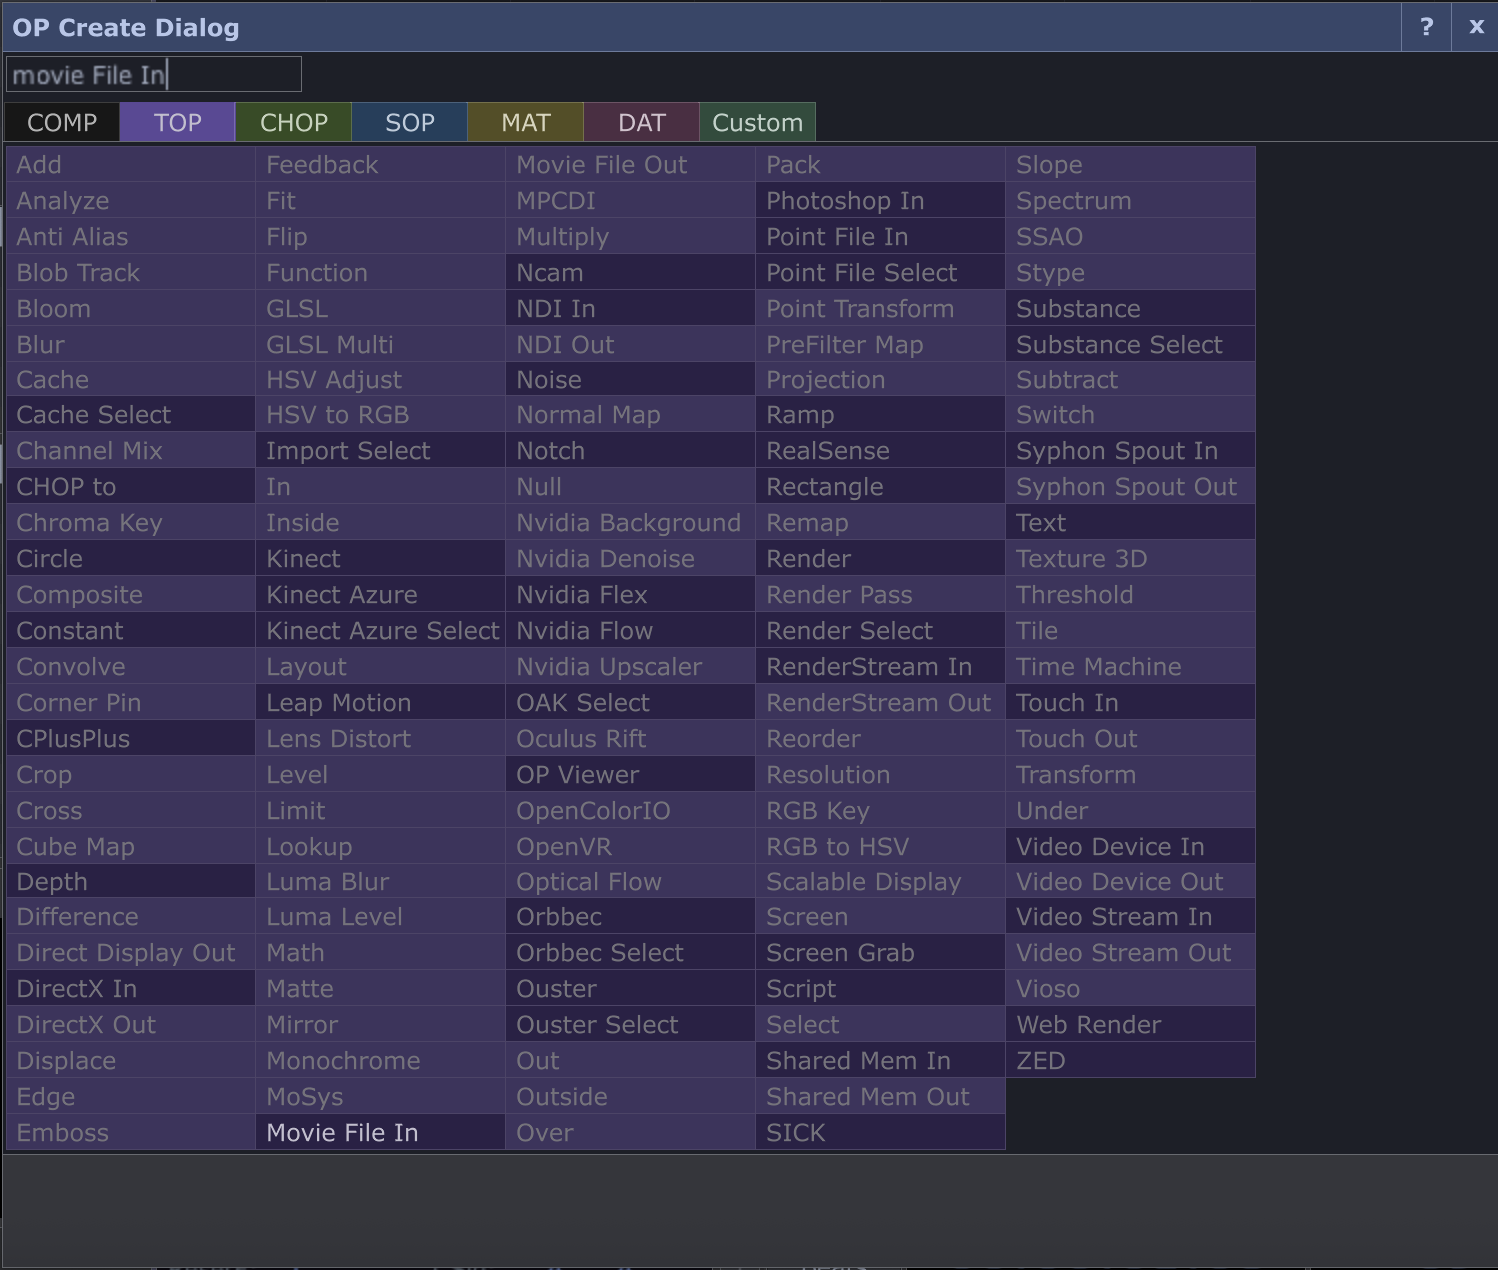 OP Create Dialog ? x
movie File In
COMP TOP CHOP SOP MAT DAT Custom
Add Feedback Movie File Out Pack Slope
Analyze Fit MPCDI Photoshop In Spectrum
Anti Alias Flip Multiply Point File In SSAO
Blob Track Function Ncam Point File Select Stype
Bloom GLSL NDI In Point Transform Substance
Blur GLSL Multi NDI Out PreFilter Map Substance Select
Cache HSV Adjust Noise Projection Subtract
Cache Select HSV to RGB Normal Map Ramp Switch
Channel Mix Import Select Notch RealSense Syphon Spout In
CHOP to In Null Rectangle Syphon Spout Out
Chroma Key Inside Nvidia Background Remap Text
Circle Kinect Nvidia Denoise Render Texture 3D
Composite Kinect Azure Nvidia Flex Render Pass Threshold
Constant Kinect Azure Select Nvidia Flow Render Select Tile
Convolve Layout Nvidia Upscaler RenderStream In Time Machine
Corner Pin Leap Motion OAK Select RenderStream Out Touch In
CPlusPlus Lens Distort Oculus Rift Reorder Touch Out
Crop Level OP Viewer Resolution Transform
Cross Limit OpenColorIO RGB Key Under
Cube Map Lookup OpenVR RGB to HSV Video Device In
Depth Luma Blur Optical Flow Scalable Display Video Device Out
Difference Luma Level Orbbec Screen Video Stream In
Direct Display Out Math Orbbec Select Screen Grab Video Stream Out
DirectX In Matte Ouster Script Vioso
DirectX Out Mirror Ouster Select Select Web Render
Displace Monochrome Out Shared Mem In ZED
Edge MoSys Outside Shared Mem Out
Emboss Movie File In Over SICK